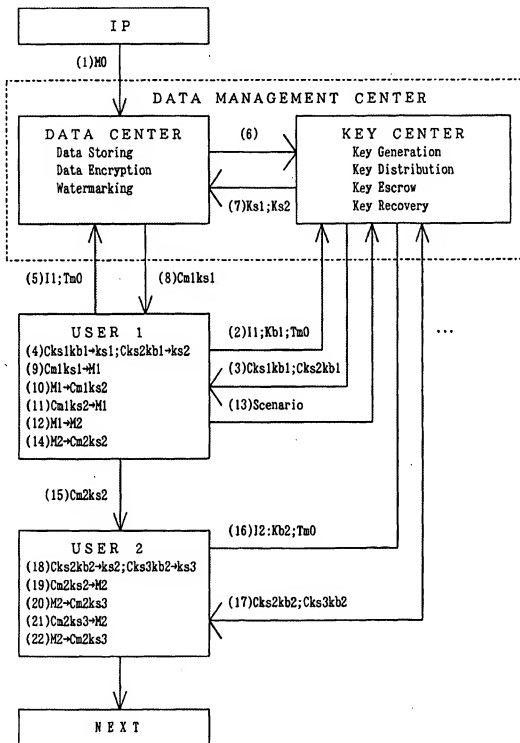 IP
(1)M0
DATA MANAGEMENT CENTER
DATA CENTER
Data Storing
Data Encryption
Watermarking
(6)
(7)Ks1;Ks2
KEY CENTER
Key Generation
Key Distribution
Key Escrow
Key Recovery
(5)I1;Tm0
(8)Cm1ks1
...
USER 1
(4)Cks1kb1→ks1;Cks2kb1→ks2
(9)Cm1ks1→M1
(10)M1→Cm1ks2
(11)Cm1ks2→M1
(12)M1→M2
(14)M2→Cm2ks2
(2)I1;Kb1;Tm0
(3)Cks1kb1;Cks2kb1
(13)Scenario
(15)Cm2ks2
USER 2
(18)Cks2kb2→ks2;Cks3kb2→ks3
(19)Cm2ks2→M2
(20)M2→Cm2ks3
(21)Cm2ks3→M2
(22)M2→Cm2ks3
(16)I2:Kb2;Tm0
(17)Cks2kb2;Cks3kb2
NEXT